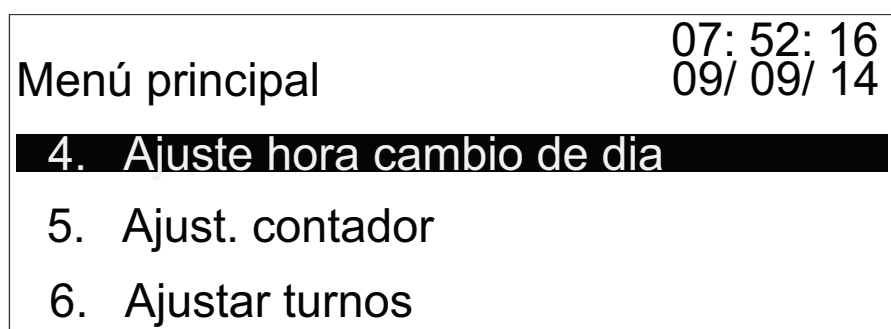 07: 52: 16
Menú principal 09/ 09/ 14
4. Ajuste hora cambio de dia
5. Ajust. contador
6. Ajustar turnos